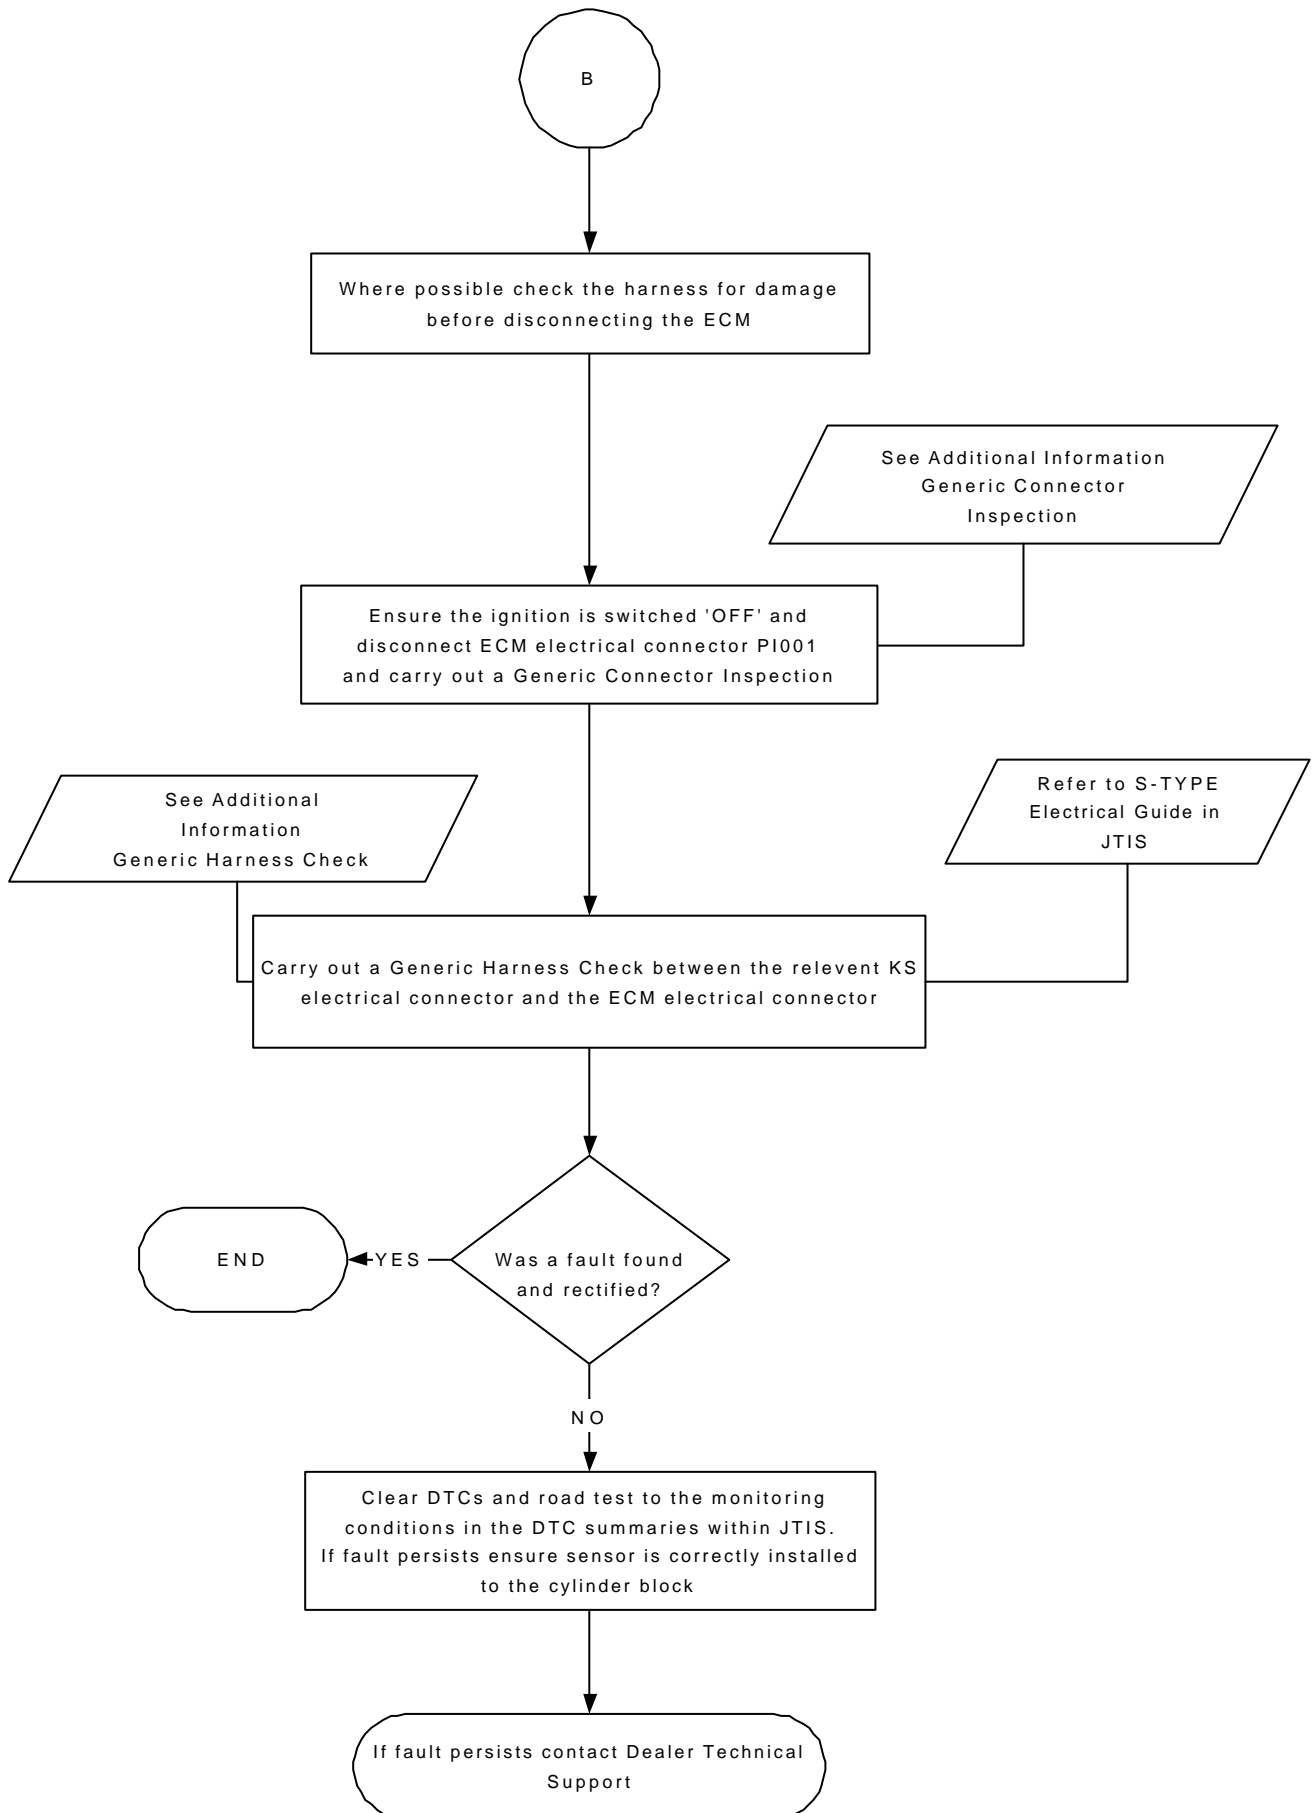 B
Where possible check the harness for damage
before disconnecting the ECM
See Additional Information
Generic Connector
Inspection
Ensure the ignition is switched 'OFF' and
disconnect ECM electrical connector PI001
and carry out a Generic Connector Inspection
See Additional
Information
Generic Harness Check
Refer to S-TYPE
Electrical Guide in
JTIS
Carry out a Generic Harness Check between the relevent KS
electrical connector and the ECM electrical connector
END
YES
Was a fault found
and rectified?
NO
Clear DTCs and road test to the monitoring
conditions in the DTC summaries within JTIS.
If fault persists ensure sensor is correctly installed
to the cylinder block
If fault persists contact Dealer Technical
Support